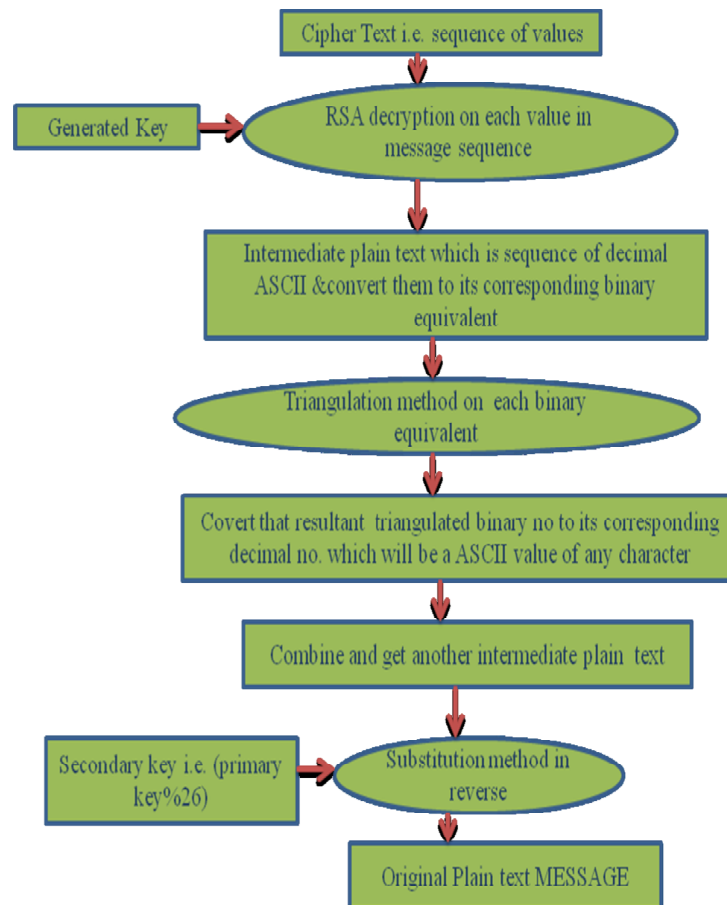 Cipher Text i.e. sequence of values
Generated Key
RSA decryption on each value in
message sequence
Intermediate plain text which is sequence of decimal
ASCII &convert them to its corresponding binary
equivalent
Triangulation method on each binary
equivalent
Covert that resultant triangulated binary no to its corresponding
decimal no. which will be a ASCII value of any character
Combine and get another intermediate plain text
Secondary key i.e. (primary
key%26)
Substitution method in
reverse
Original Plain text MESSAGE